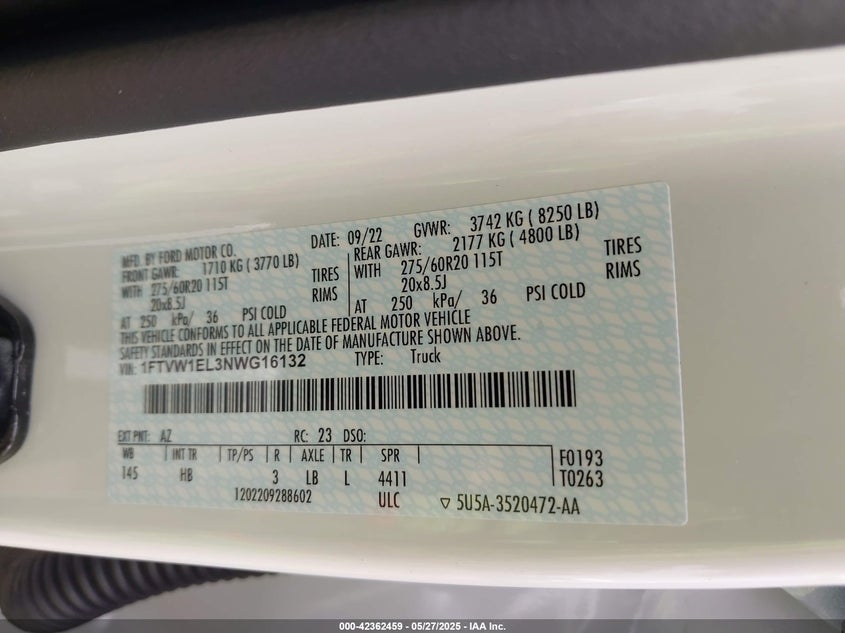 MFD. BY FORD MOTOR CO.
DATE: 09/22 GVWR: 3742 KG ( 8250 LB)
FRONT GAWR: 1710 KG ( 3770 LB)
WITH 275/60R20 115T TIRES
20x8.5J RIMS
AT 250 kPa/ 36 PSI COLD
REAR GAWR: 2177 KG ( 4800 LB)
WITH 275/60R20 115T TIRES
20x8.5J RIMS
AT 250 kPa/ 36 PSI COLD
THIS VEHICLE CONFORMS TO ALL APPLICABLE FEDERAL MOTOR VEHICLE
SAFETY STANDARDS IN EFFECT ON THE DATE OF MANUFACTURE SHOWN ABOVE.
VIN: 1FTVW1EL3NWG16132 TYPE: Truck
EXT PNT: AZ RC: 23 DSO:
WB INT TR TP/PS R AXLE TR SPR F0193
145 HB 3 LB L 4411 T0263
1202209288602 ULC ▽ 5U5A-3520472-AA
000-42362459 — 05/27/2025 — IAA Inc.